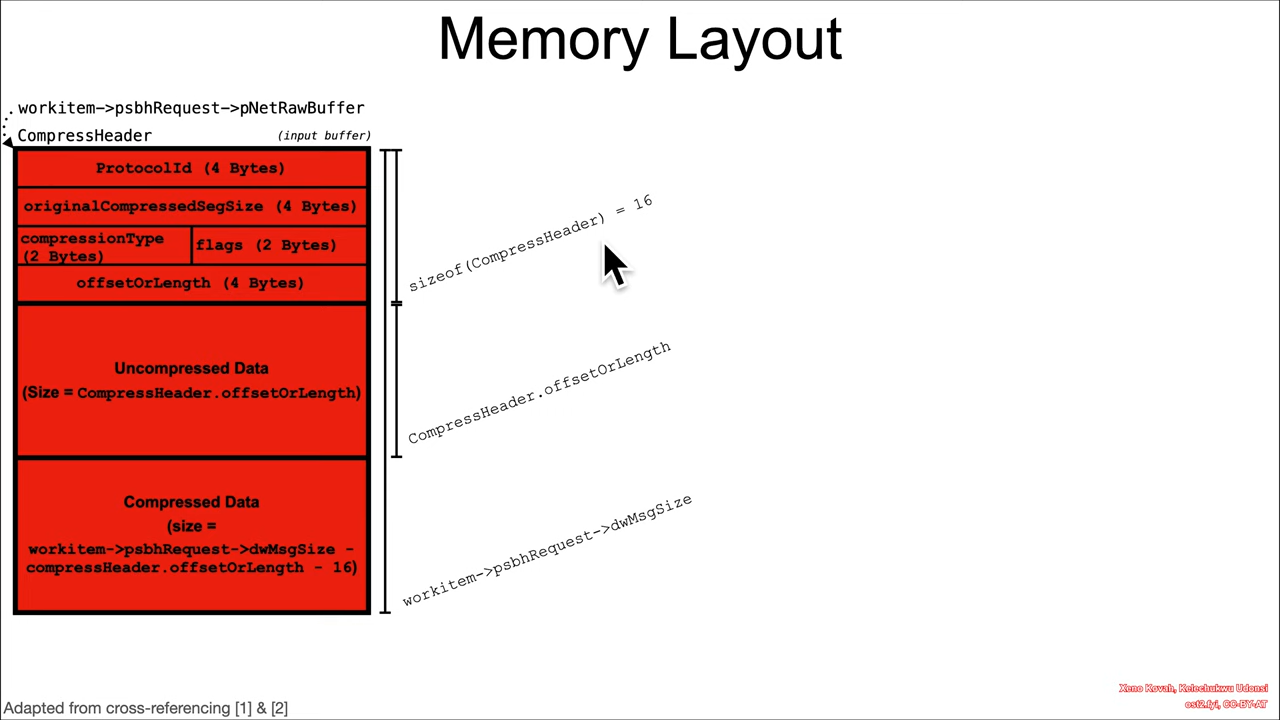 Memory Layout
workitem->psbhRequest->pNetRawBuffer
CompressHeader
(input buffer)
ProtocolId (4 Bytes)
originalCompressedSegSize (4 Bytes)
compressionType
(2 Bytes)
flags (2 Bytes)
offsetOrLength (4 Bytes)
sizeof(CompressHeader) = 16
Uncompressed Data
(Size = CompressHeader.offsetOrLength)
CompressHeader.offsetOrLength
Compressed Data
(size =
workitem->psbhRequest->dwMsgSize -
compressHeader.offsetOrLength - 16)
workitem->psbhRequest->dwMsgSize
Xeno Kovah, Kelechukwu Udonsi
ost2.fyi, CC-BY-AT
Adapted from cross-referencing [1] & [2]